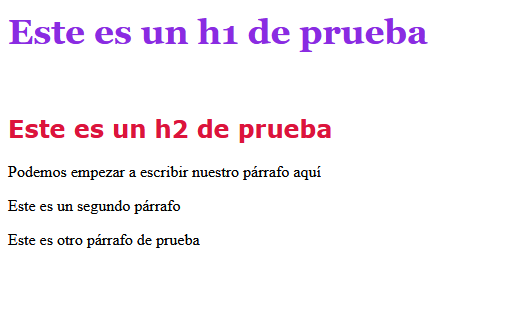 Este es un h1 de prueba
Este es un h2 de prueba
Podemos empezar a escribir nuestro párrafo aquí
Este es un segundo párrafo
Este es otro párrafo de prueba